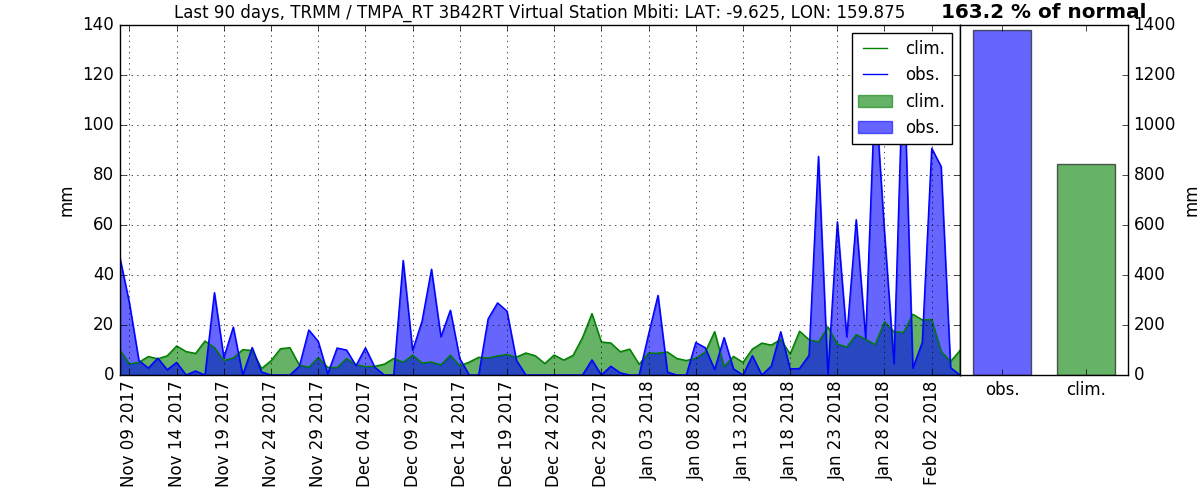 Last 90 days, TRMM / TMPA_RT 3B42RT Virtual Station Mbiti: LAT: -9.625, LON: 159.875
163.2 % of normal
140
120
100
80
60
40
20
0
mm
clim.
obs.
clim.
obs.
1400
1200
1000
800
600
400
200
0
mm
Nov 09 2017
Nov 14 2017
Nov 19 2017
Nov 24 2017
Nov 29 2017
Dec 04 2017
Dec 09 2017
Dec 14 2017
Dec 19 2017
Dec 24 2017
Dec 29 2017
Jan 03 2018
Jan 08 2018
Jan 13 2018
Jan 18 2018
Jan 23 2018
Jan 28 2018
Feb 02 2018
obs.
clim.